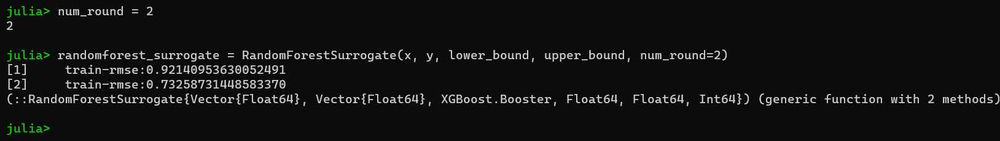 julia> num_round = 2
2
julia> randomforest_surrogate = RandomForestSurrogate(x, y, lower_bound, upper_bound, num_round=2)
[1]     train-rmse:0.92140953630052491
[2]     train-rmse:0.73258731448583370
(::RandomForestSurrogate{Vector{Float64}, Vector{Float64}, XGBoost.Booster, Float64, Float64, Int64}) (generic function with 2 methods)
julia>